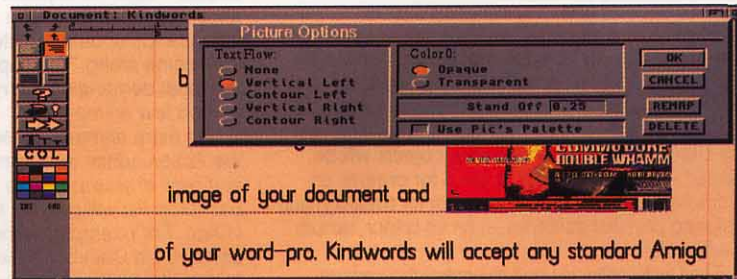 Document: Kindwords
Picture Options
Text Flow:
None
Vertical Left
Contour Left
Vertical Right
Contour Right
Color 0:
Opaque
Transparent
Stand Off 0.25
Use Pic's Palette
OK
CANCEL
REMAP
DELETE
COL
b
COMMODORE
DOUBLE WHAMM
image of your document and
of your word-pro. Kindwords will accept any standard Amiga